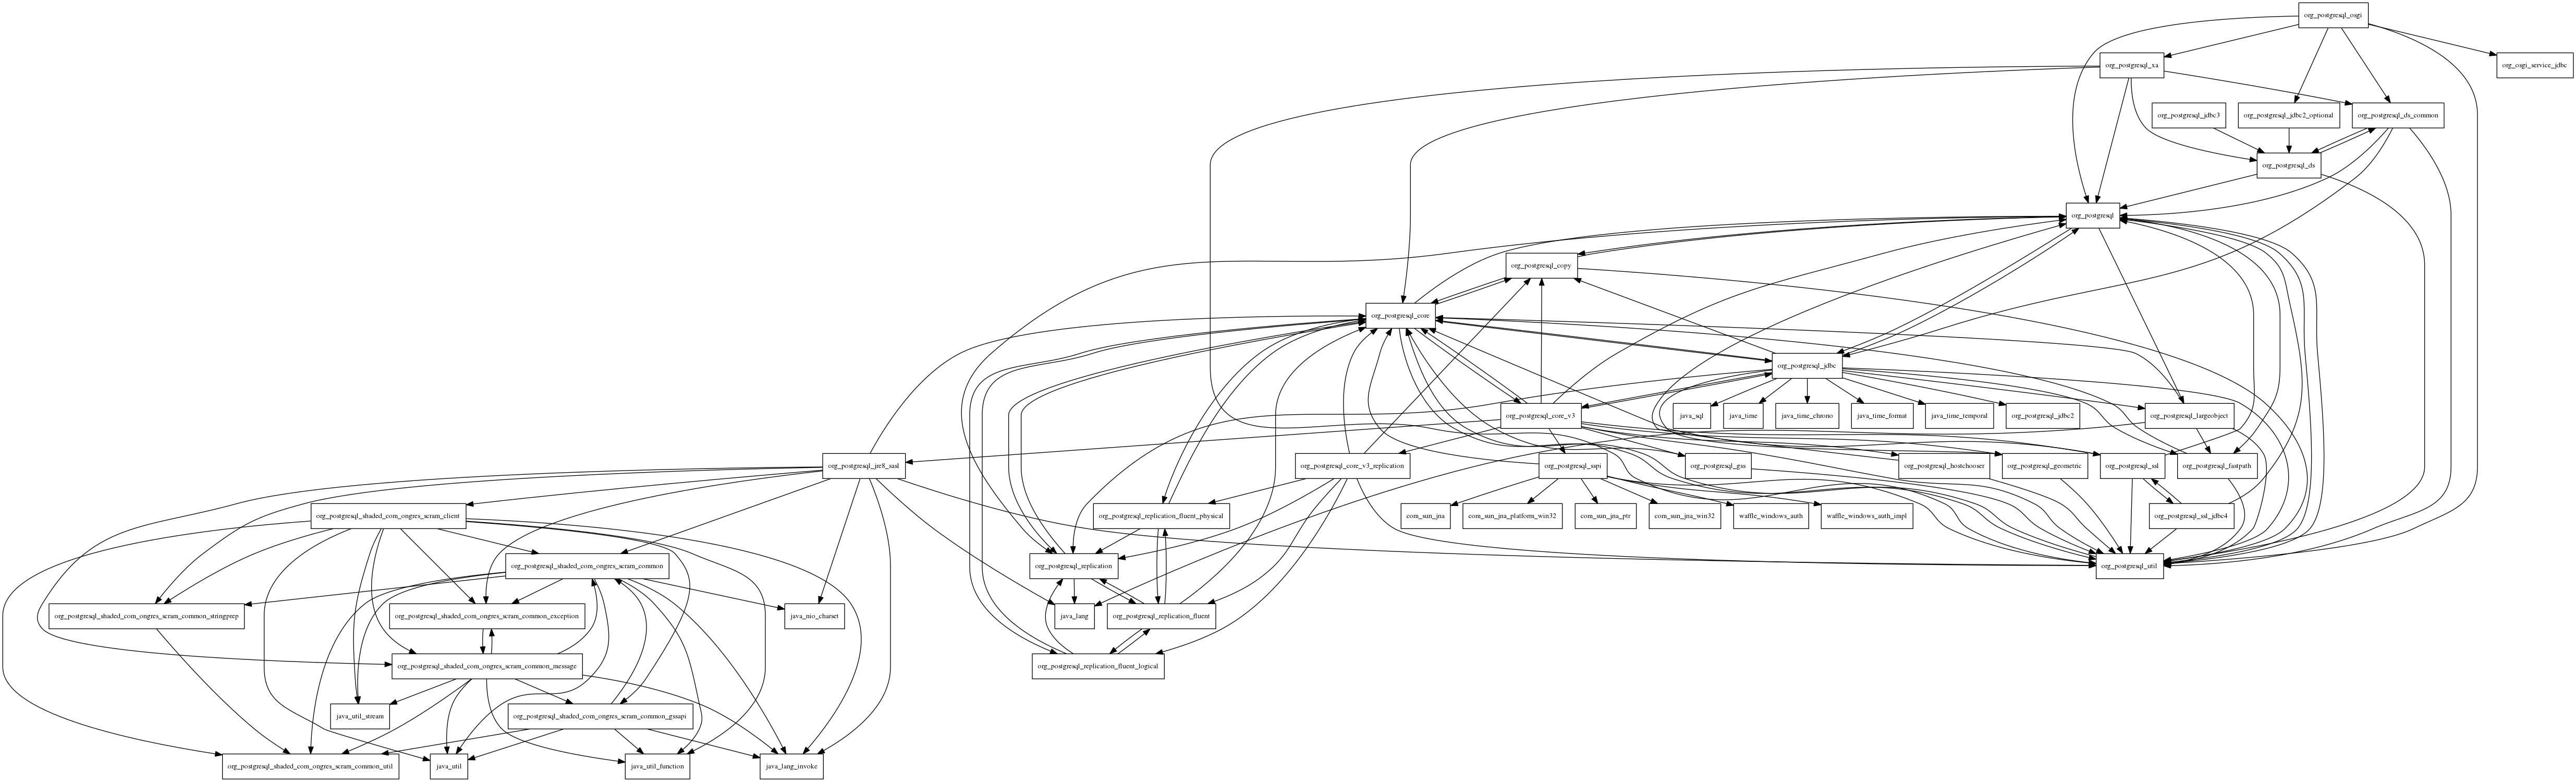 org_postgresql_osgi
org_postgresql_xa
org_osgi_service_jdbc
org_postgresql_jdbc3
org_postgresql_jdbc2_optional
org_postgresql_ds_common
org_postgresql_ds
org_postgresql
org_postgresql_copy
org_postgresql_core
org_postgresql_jdbc
org_postgresql_core_v3
java_sql
java_time
java_time_chrono
java_time_format
java_time_temporal
org_postgresql_jdbc2
org_postgresql_largeobject
org_postgresql_jre8_sasl
org_postgresql_core_v3_replication
org_postgresql_sspi
org_postgresql_gss
org_postgresql_hostchooser
org_postgresql_geometric
org_postgresql_ssl
org_postgresql_fastpath
org_postgresql_shaded_com_ongres_scram_client
org_postgresql_replication_fluent_physical
com_sun_jna
com_sun_jna_platform_win32
com_sun_jna_ptr
com_sun_jna_win32
waffle_windows_auth
waffle_windows_auth_impl
org_postgresql_ssl_jdbc4
org_postgresql_shaded_com_ongres_scram_common
org_postgresql_replication
org_postgresql_util
org_postgresql_shaded_com_ongres_scram_common_stringprep
org_postgresql_shaded_com_ongres_scram_common_exception
java_nio_charset
java_lang
org_postgresql_replication_fluent
org_postgresql_shaded_com_ongres_scram_common_message
org_postgresql_replication_fluent_logical
java_util_stream
org_postgresql_shaded_com_ongres_scram_common_gssapi
org_postgresql_shaded_com_ongres_scram_common_util
java_util
java_util_function
java_lang_invoke